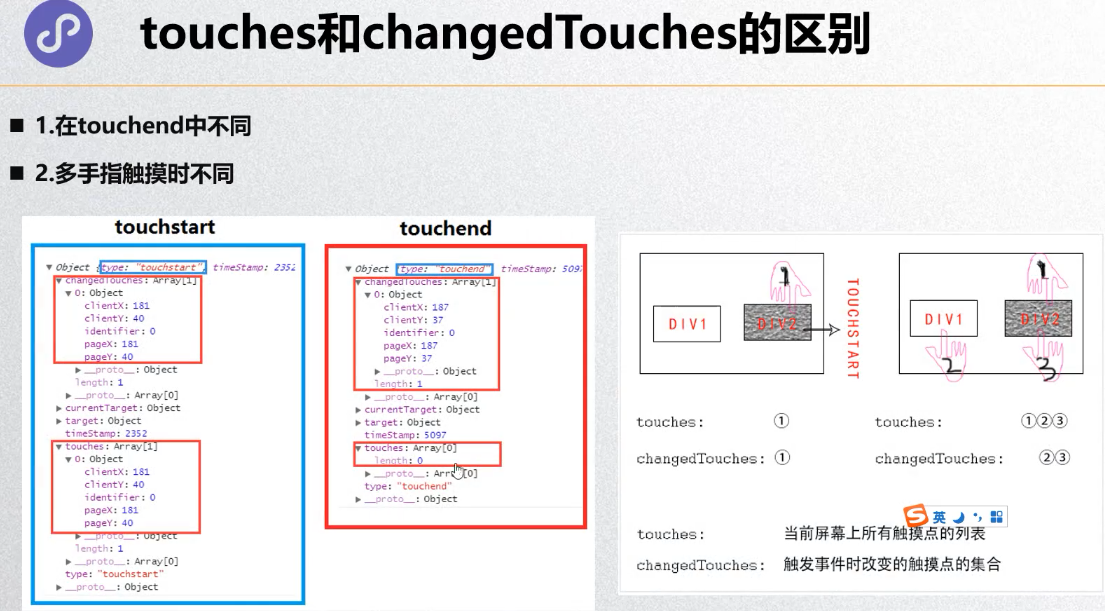 touches和changedTouches的区别
■ 1.在touchend中不同
■ 2.多手指触摸时不同
touchstart
▼ Object {type: "touchstart", timeStamp: 2352
▼ changedTouches: Array[1]
▼ 0: Object
clientX: 181
clientY: 40
identifier: 0
pageX: 181
pageY: 40
▶ __proto__: Object
length: 1
▶ __proto__: Array[0]
▶ currentTarget: Object
▶ target: Object
timeStamp: 2352
▼ touches: Array[1]
▼ 0: Object
clientX: 181
clientY: 40
identifier: 0
pageX: 181
pageY: 40
▶ __proto__: Object
length: 1
▶ __proto__: Array[0]
type: "touchstart"
▶ __proto__: Object
touchend
▼ Object {type: "touchend", timeStamp: 5097
▼ changedTouches: Array[1]
▼ 0: Object
clientX: 187
clientY: 37
identifier: 0
pageX: 187
pageY: 37
▶ __proto__: Object
length: 1
▶ __proto__: Array[0]
▶ currentTarget: Object
▶ target: Object
timeStamp: 5097
▼ touches: Array[0]
length: 0
▶ __proto__: Array[0]
type: "touchend"
▶ __proto__: Object
1
DIV1
DIV2
TOUCHSTART
1
DIV1
DIV2
2
3
touches: ①
changedTouches: ①
touches: ①②③
changedTouches: ②③
S 英
touches: 当前屏幕上所有触摸点的列表
changedTouches: 触发事件时改变的触摸点的集合